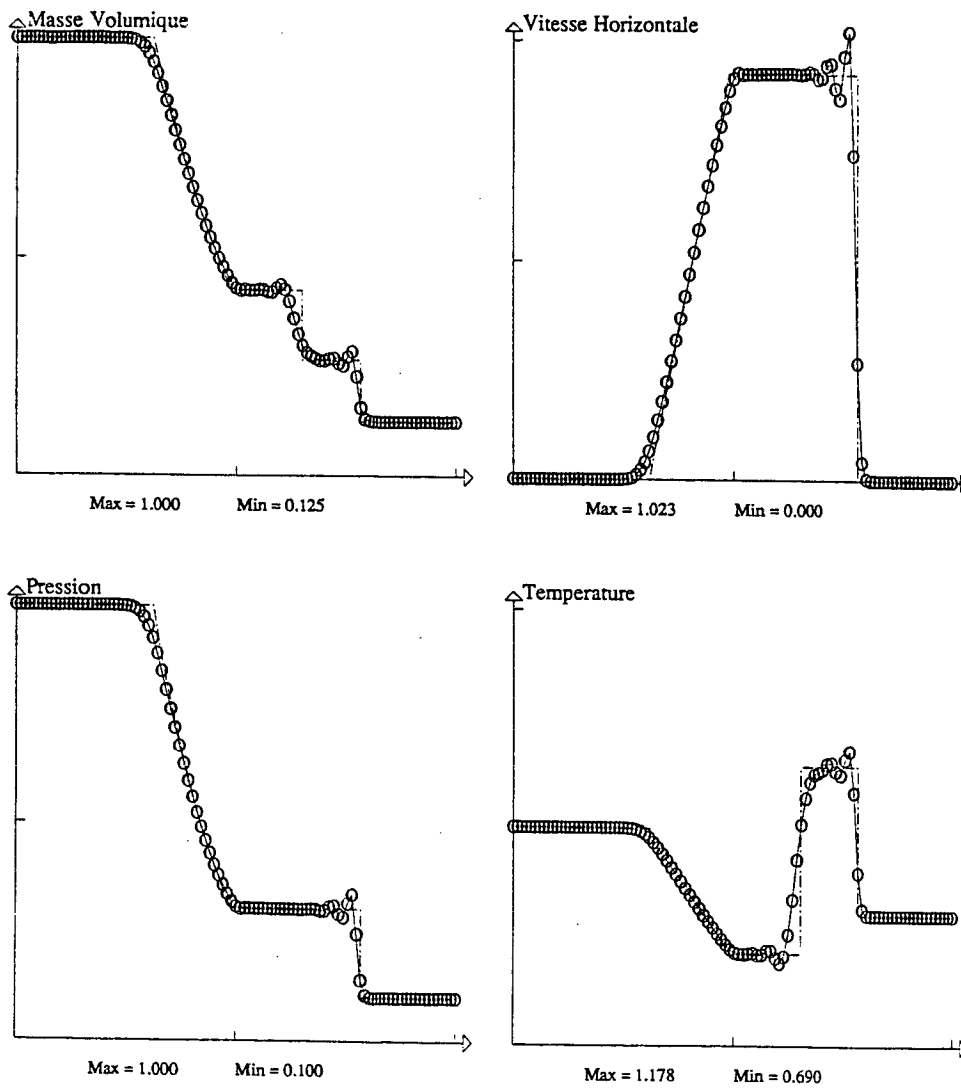 Masse Volumique
Max = 1.000 Min = 0.125
Vitesse Horizontale
Max = 1.023 Min = 0.000
Pression
Max = 1.000 Min = 0.100
Temperature
Max = 1.178 Min = 0.690